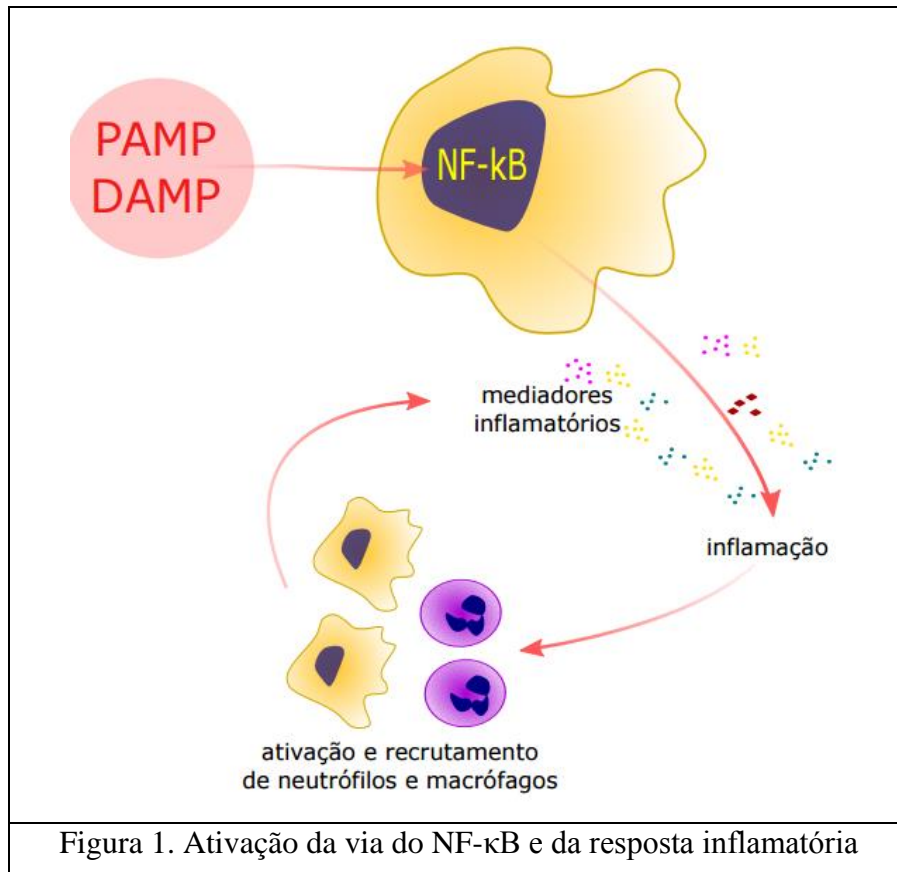 PAMP
DAMP
NF-kB
mediadores
inflamatórios
inflamação
ativação e recrutamento
de neutrófilos e macrófagos
Figura 1. Ativação da via do NF-κB e da resposta inflamatória